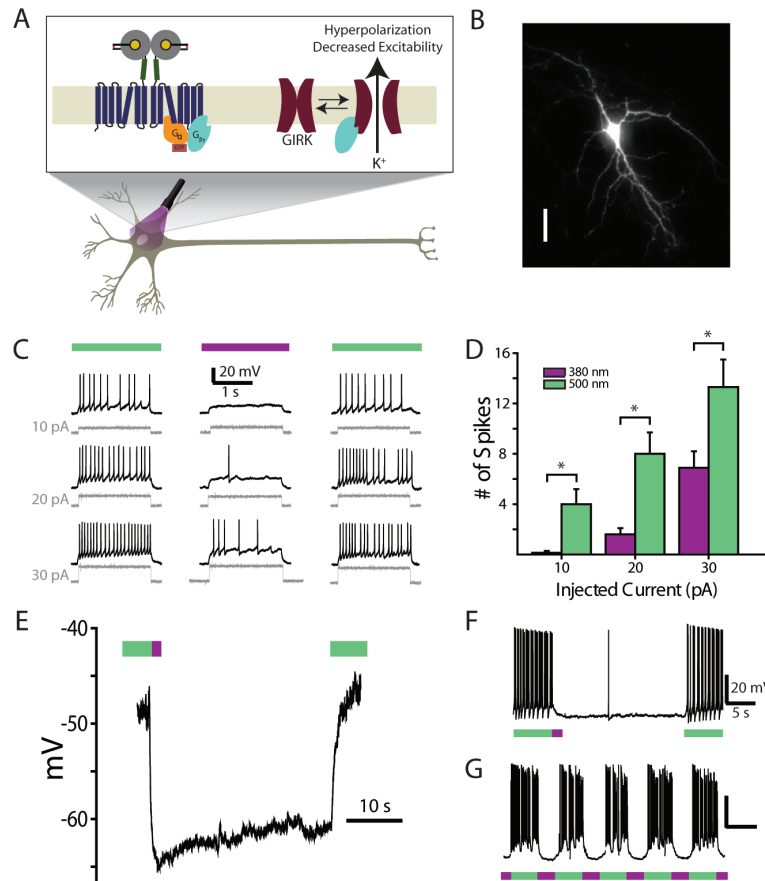 A
Hyperpolarization
Decreased Excitability
Gα
Gβγ
GTP
GIRK
K+
B
C
20 mV
1 s
10 pA
20 pA
30 pA
D
# of Spikes
16
12
8
4
380 nm
500 nm
*
*
*
10
20
30
Injected Current (pA)
E
-40
-50
-60
mV
10 s
F
20 mV
5 s
G